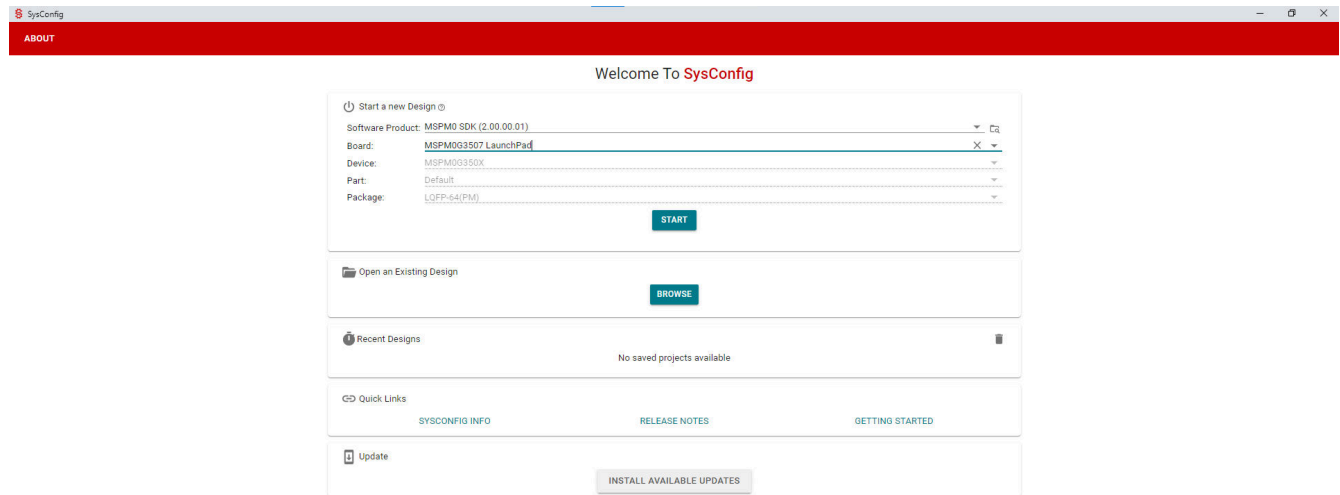 SysConfig
ABOUT
Welcome To SysConfig
Start a new Design
Software Product: MSPM0 SDK (2.00.00.01)
Board: MSPM0G3507 LaunchPad
Device: MSPM0G350X
Part: Default
Package: LQFP-64(PM)
START
Open an Existing Design
BROWSE
Recent Designs
No saved projects available
Quick Links
SYSCONFIG INFO RELEASE NOTES GETTING STARTED
Update
INSTALL AVAILABLE UPDATES